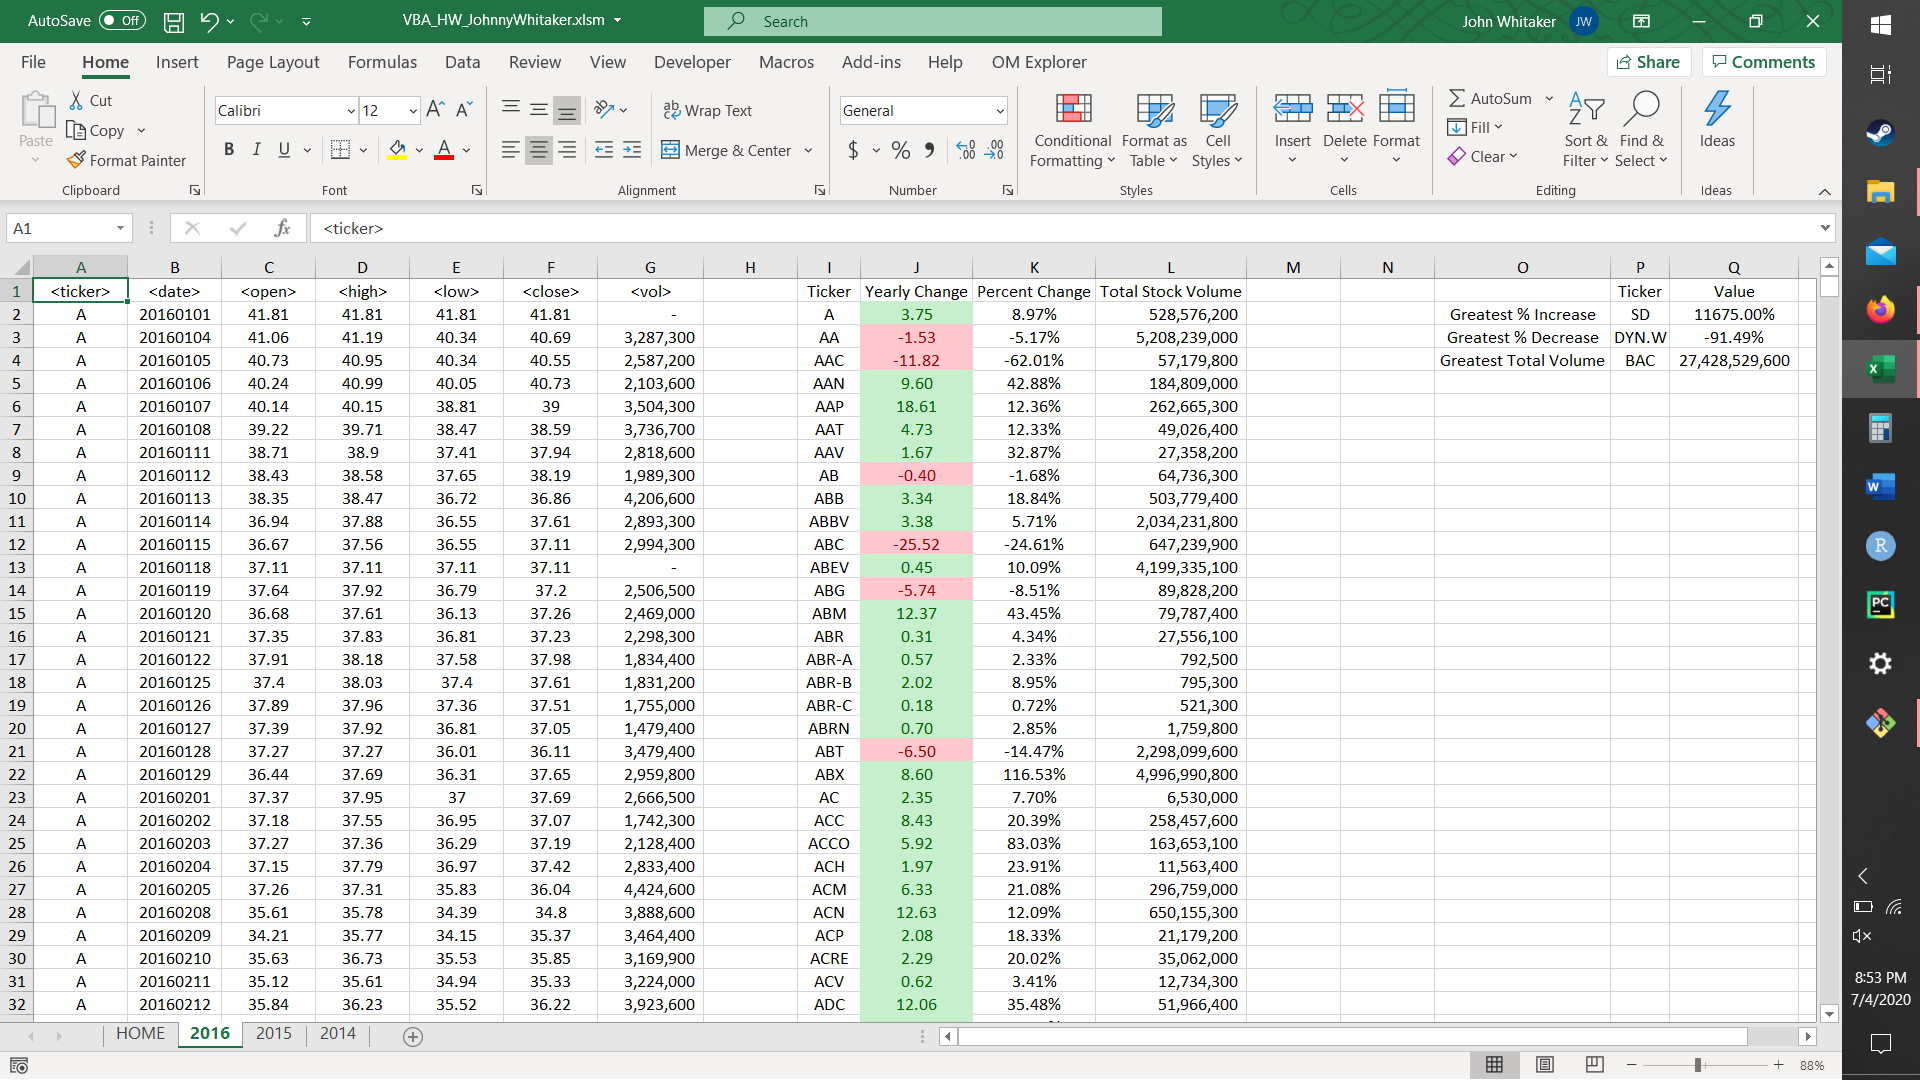 AutoSave Off VBA_HW_JohnnyWhitaker.xlsm Search John Whitaker JW
File Home Insert Page Layout Formulas Data Review View Developer Macros Add-ins Help OM Explorer Share Comments
Paste Cut Copy Format Painter Clipboard
Calibri 12 B I U A Font
ab Wrap Text Merge & Center Alignment
General $ % Number
Conditional Formatting Format as Table Cell Styles Styles
Insert Delete Format Cells
AutoSum Fill Clear Sort & Filter Find & Select Editing
Ideas Ideas
A1 fx <ticker>
A B C D E F G H I J K L M N O P Q
1 <ticker> <date> <open> <high> <low> <close> <vol> Ticker Yearly Change Percent Change Total Stock Volume Ticker Value
2 A 20160101 41.81 41.81 41.81 41.81 - A 3.75 8.97% 528,576,200 Greatest % Increase SD 11675.00%
3 A 20160104 41.06 41.19 40.34 40.69 3,287,300 AA -1.53 -5.17% 5,208,239,000 Greatest % Decrease DYN.W -91.49%
4 A 20160105 40.73 40.95 40.34 40.55 2,587,200 AAC -11.82 -62.01% 57,179,800 Greatest Total Volume BAC 27,428,529,600
5 A 20160106 40.24 40.99 40.05 40.73 2,103,600 AAN 9.60 42.88% 184,809,000
6 A 20160107 40.14 40.15 38.81 39 3,504,300 AAP 18.61 12.36% 262,665,300
7 A 20160108 39.22 39.71 38.47 38.59 3,736,700 AAT 4.73 12.33% 49,026,400
8 A 20160111 38.71 38.9 37.41 37.94 2,818,600 AAV 1.67 32.87% 27,358,200
9 A 20160112 38.43 38.58 37.65 38.19 1,989,300 AB -0.40 -1.68% 64,736,300
10 A 20160113 38.35 38.47 36.72 36.86 4,206,600 ABB 3.34 18.84% 503,779,400
11 A 20160114 36.94 37.88 36.55 37.61 2,893,300 ABBV 3.38 5.71% 2,034,231,800
12 A 20160115 36.67 37.56 36.55 37.11 2,994,300 ABC -25.52 -24.61% 647,239,900
13 A 20160118 37.11 37.11 37.11 37.11 - ABEV 0.45 10.09% 4,199,335,100
14 A 20160119 37.64 37.92 36.79 37.2 2,506,500 ABG -5.74 -8.51% 89,828,200
15 A 20160120 36.68 37.61 36.13 37.26 2,469,000 ABM 12.37 43.45% 79,787,400
16 A 20160121 37.35 37.83 36.81 37.23 2,298,300 ABR 0.31 4.34% 27,556,100
17 A 20160122 37.91 38.18 37.58 37.98 1,834,400 ABR-A 0.57 2.33% 792,500
18 A 20160125 37.4 38.03 37.4 37.61 1,831,200 ABR-B 2.02 8.95% 795,300
19 A 20160126 37.89 37.96 37.36 37.51 1,755,000 ABR-C 0.18 0.72% 521,300
20 A 20160127 37.39 37.92 36.81 37.05 1,479,400 ABRN 0.70 2.85% 1,759,800
21 A 20160128 37.27 37.27 36.01 36.11 3,479,400 ABT -6.50 -14.47% 2,298,099,600
22 A 20160129 36.44 37.69 36.31 37.65 2,959,800 ABX 8.60 116.53% 4,996,990,800
23 A 20160201 37.37 37.95 37 37.69 2,666,500 AC 2.35 7.70% 6,530,000
24 A 20160202 37.18 37.55 36.95 37.07 1,742,300 ACC 8.43 20.39% 258,457,600
25 A 20160203 37.27 37.36 36.29 37.19 2,128,400 ACCO 5.92 83.03% 163,653,100
26 A 20160204 37.15 37.79 36.97 37.42 2,833,400 ACH 1.97 23.91% 11,563,400
27 A 20160205 37.26 37.31 35.83 36.04 4,424,600 ACM 6.33 21.08% 296,759,000
28 A 20160208 35.61 35.78 34.39 34.8 3,888,600 ACN 12.63 12.09% 650,155,300
29 A 20160209 34.21 35.77 34.15 35.37 3,464,400 ACP 2.08 18.33% 21,179,200
30 A 20160210 35.63 36.73 35.53 35.85 3,169,900 ACRE 2.29 20.02% 35,062,000
31 A 20160211 35.12 35.61 34.94 35.33 3,224,000 ACV 0.62 3.41% 12,734,300
32 A 20160212 35.84 36.23 35.52 36.22 3,923,600 ADC 12.06 35.48% 51,966,400
HOME 2016 2015 2014
88%
8:53 PM
7/4/2020